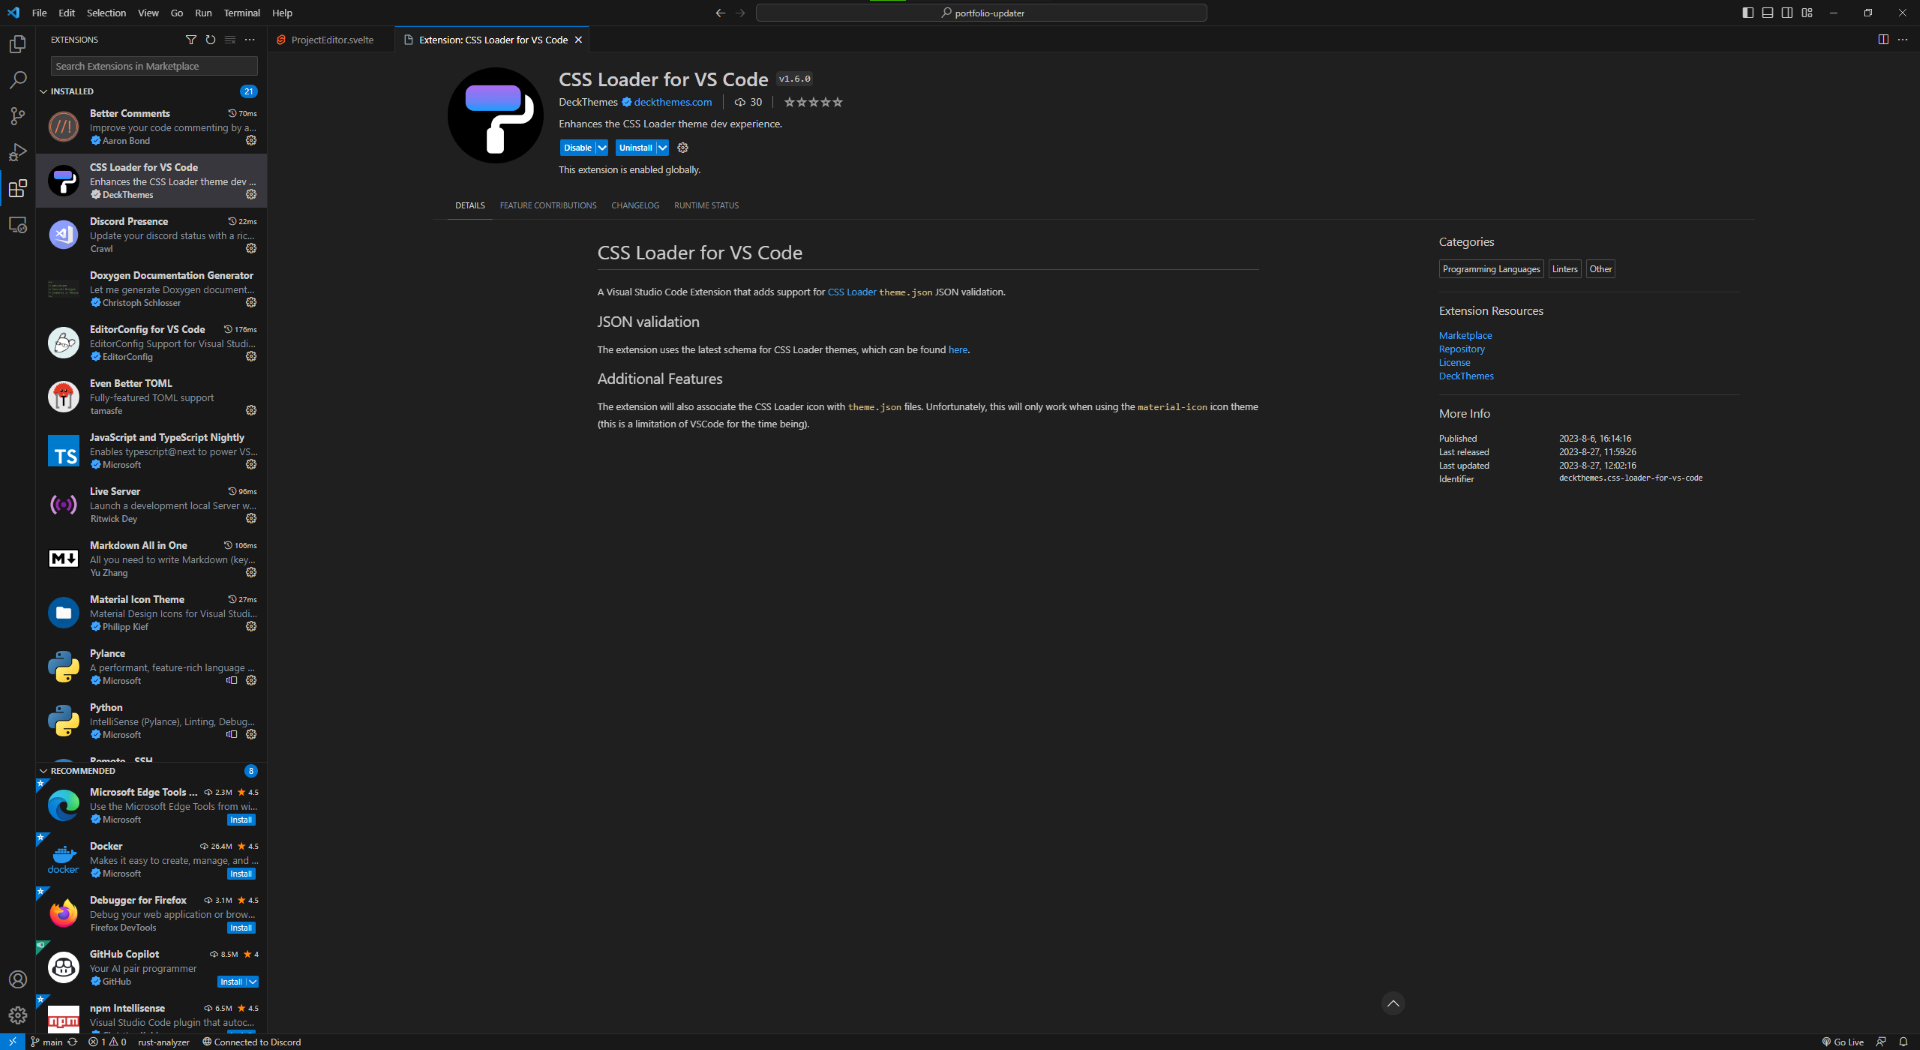 File Edit Selection View Go Run Terminal Help
portfolio-updater
EXTENSIONS
Search Extensions in Marketplace
INSTALLED 21
Better Comments 70ms
Improve your code commenting by a...
Aaron Bond
CSS Loader for VS Code
Enhances the CSS Loader theme dev ...
DeckThemes
Discord Presence 22ms
Update your discord status with a ric...
Crawl
Doxygen Documentation Generator
Let me generate Doxygen document...
Christoph Schlosser
EditorConfig for VS Code 176ms
EditorConfig Support for Visual Studi...
EditorConfig
Even Better TOML
Fully-featured TOML support
tamasfe
TS
JavaScript and TypeScript Nightly
Enables typescript@next to power VS...
Microsoft
Live Server 96ms
Launch a development local Server w...
Ritwick Dey
M
Markdown All in One 106ms
All you need to write Markdown (key...
Yu Zhang
Material Icon Theme 27ms
Material Design Icons for Visual Studi...
Philipp Kief
Pylance
A performant, feature-rich language ...
Microsoft
Python
IntelliSense (Pylance), Linting, Debug...
Microsoft
Remote - SSH
RECOMMENDED 8
Microsoft Edge Tools ... 2.3M 4.5
Use the Microsoft Edge Tools from wi...
Microsoft Install
docker
Docker 26.4M 4.5
Makes it easy to create, manage, and ...
Microsoft Install
Debugger for Firefox 3.1M 4.5
Debug your web application or brow...
Firefox DevTools Install
GitHub Copilot 8.5M 4
Your AI pair programmer
GitHub Install
npm
npm Intellisense 6.5M 4.5
Visual Studio Code plugin that autoc...
ProjectEditor.svelte
Extension: CSS Loader for VS Code
CSS Loader for VS Code v1.6.0
DeckThemes deckthemes.com 30
Enhances the CSS Loader theme dev experience.
Disable Uninstall
This extension is enabled globally.
DETAILS FEATURE CONTRIBUTIONS CHANGELOG RUNTIME STATUS
CSS Loader for VS Code
A Visual Studio Code Extension that adds support for CSS Loader theme.json JSON validation.
JSON validation
The extension uses the latest schema for CSS Loader themes, which can be found here.
Additional Features
The extension will also associate the CSS Loader icon with theme.json files. Unfortunately, this will only work when using the material-icon icon theme
(this is a limitation of VSCode for the time being).
Categories
Programming Languages Linters Other
Extension Resources
Marketplace
Repository
License
DeckThemes
More Info
Published 2023-8-6, 16:14:16
Last released 2023-8-27, 11:59:26
Last updated 2023-8-27, 12:02:16
Identifier deckthemes.css-loader-for-vs-code
main 1 0 rust-analyzer Connected to Discord
Go Live